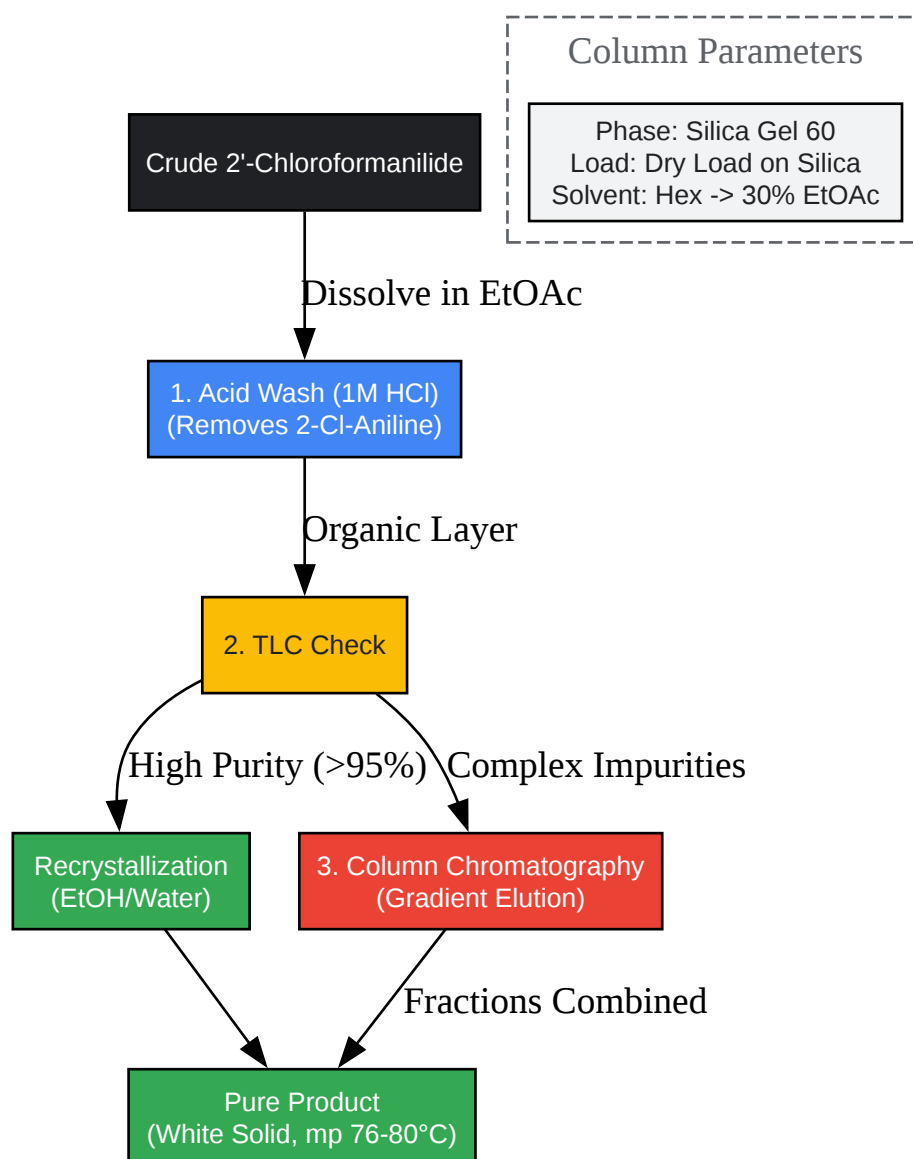 Column Parameters
Phase: Silica Gel 60
Load: Dry Load on Silica
Solvent: Hex -> 30% EtOAc
Crude 2'-Chloroformanilide
Dissolve in EtOAc
1. Acid Wash (1M HCl)
(Removes 2-Cl-Aniline)
Organic Layer
2. TLC Check
High Purity (>95%)
Complex Impurities
Recrystallization
(EtOH/Water)
3. Column Chromatography
(Gradient Elution)
Fractions Combined
Pure Product
(White Solid, mp 76-80°C)